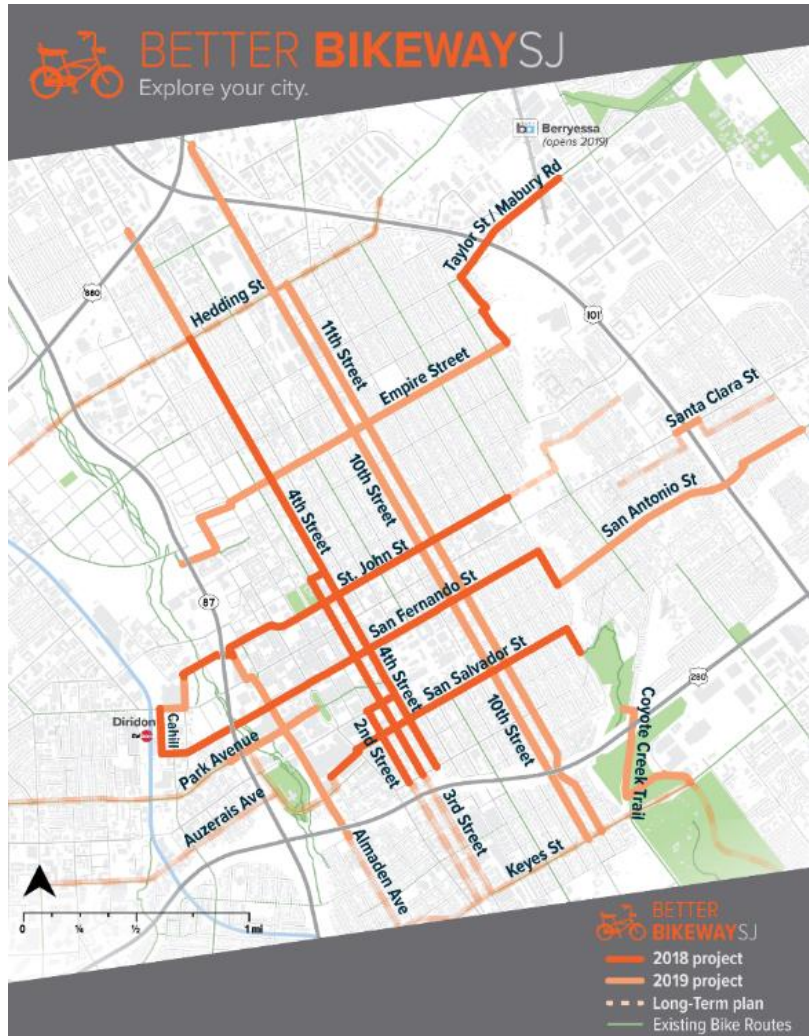 BETTER BIKEWAYSJ
Explore your city.
Berryessa
(opens 2019)
Taylor St / Mabury Rd
880
Hedding St
101
11th Street
Empire Street
Santa Clara St
10th Street
San Antonio St
4th Street
St. John St
San Fernando St
87
4th Street
San Salvador St
280
Diridon
Cahill
Park Avenue
2nd Street
10th Street
Coyote Creek Trail
3rd Street
Auzerais Ave
Almaden Ave
Keyes St
0 ¼ ½ 1 mi
BETTER
BIKEWAYSJ
2018 project
2019 project
Long-Term plan
Existing Bike Routes